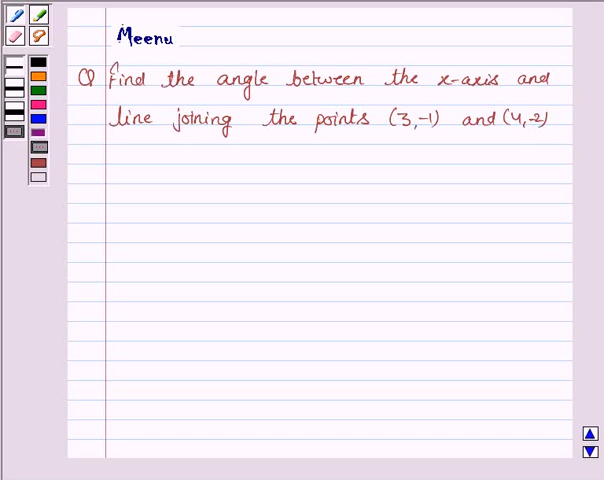 Meenu
Q Find the angle between the x-axis and
line joining the points (3,-1) and (4,-2)